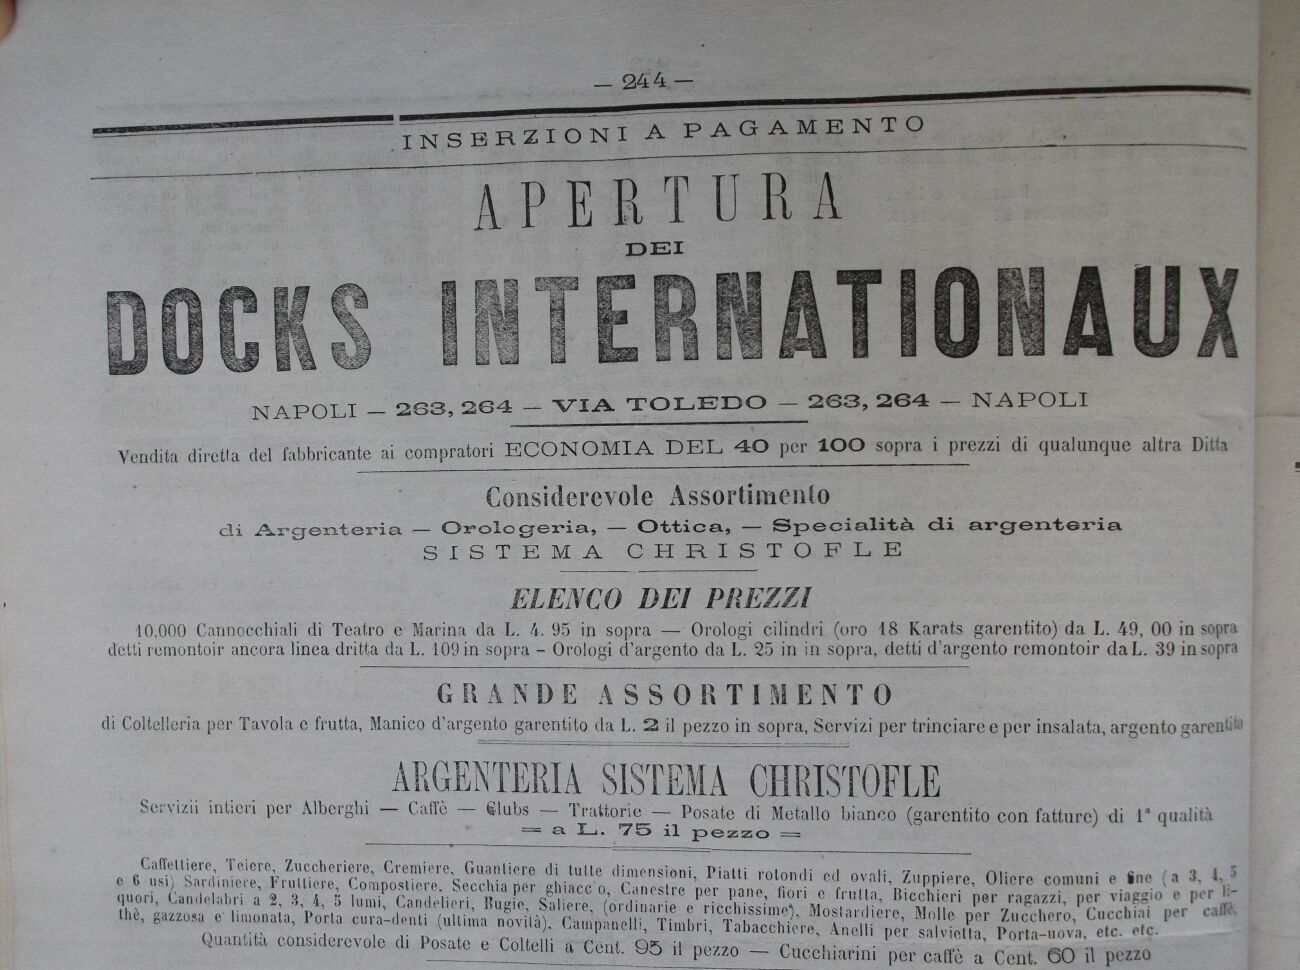 — 244 —
INSERZIONI A PAGAMENTO
APERTURA
DEI
DOCKS INTERNATIONAUX
NAPOLI — 263, 264 — VIA TOLEDO — 263, 264 — NAPOLI
Vendita diretta del fabbricante ai compratori ECONOMIA DEL 40 per 100 sopra i prezzi di qualunque altra Ditta
Considerevole Assortimento
di Argenteria — Orologeria, — Ottica, — Specialità di argenteria
SISTEMA CHRISTOFLE
ELENCO DEI PREZZI
10,000 Cannocchiali di Teatro e Marina da L. 4. 95 in sopra — Orologi cilindri (oro 18 Karats garentito) da L. 49, 00 in sopra
detti remontoir ancora linea dritta da L. 109 in sopra – Orologi d'argento da L. 25 in in sopra, detti d'argento remontoir da L. 39 in sopra
GRANDE ASSORTIMENTO
di Coltelleria per Tavola e frutta, Manico d'argento garentito da L. 2 il pezzo in sopra, Servizi per trinciare e per insalata, argento garentito
ARGENTERIA SISTEMA CHRISTOFLE
Servizii intieri per Alberghi — Caffè — Clubs — Trattorie — Posate di Metallo bianco (garentito con fatture) di 1ª qualità
= a L. 75 il pezzo =
Caffettiere, Teiere, Zuccheriere, Cremiere, Guantiere di tutte dimensioni, Piatti rotondi ed ovali, Zuppiere, Oliere comuni e fine (a 3, 4, 5
e 6 usi) Sardiniere, Fruttiere, Compostiere, Secchia per ghiaccio, Canestre per pane, fiori e frutta, Bicchieri per ragazzi, per viaggio e per li-
quori, Candelabri a 2, 3, 4, 5 lumi, Candelieri, Bugie, Saliere, (ordinarie e ricchissime), Mostardiere, Molle per Zucchero, Cucchiai per caffè,
thè, gazzosa e limonata, Porta cura-denti (ultima novilà). Campanelli, Timbri, Tabacchiere, Anelli per salvietta, Porta-uova, etc. etc.
Quantità considerevole di Posate e Coltelli a Cent. 95 il pezzo — Cucchiarini per caffè a Cent. 60 il pezzo